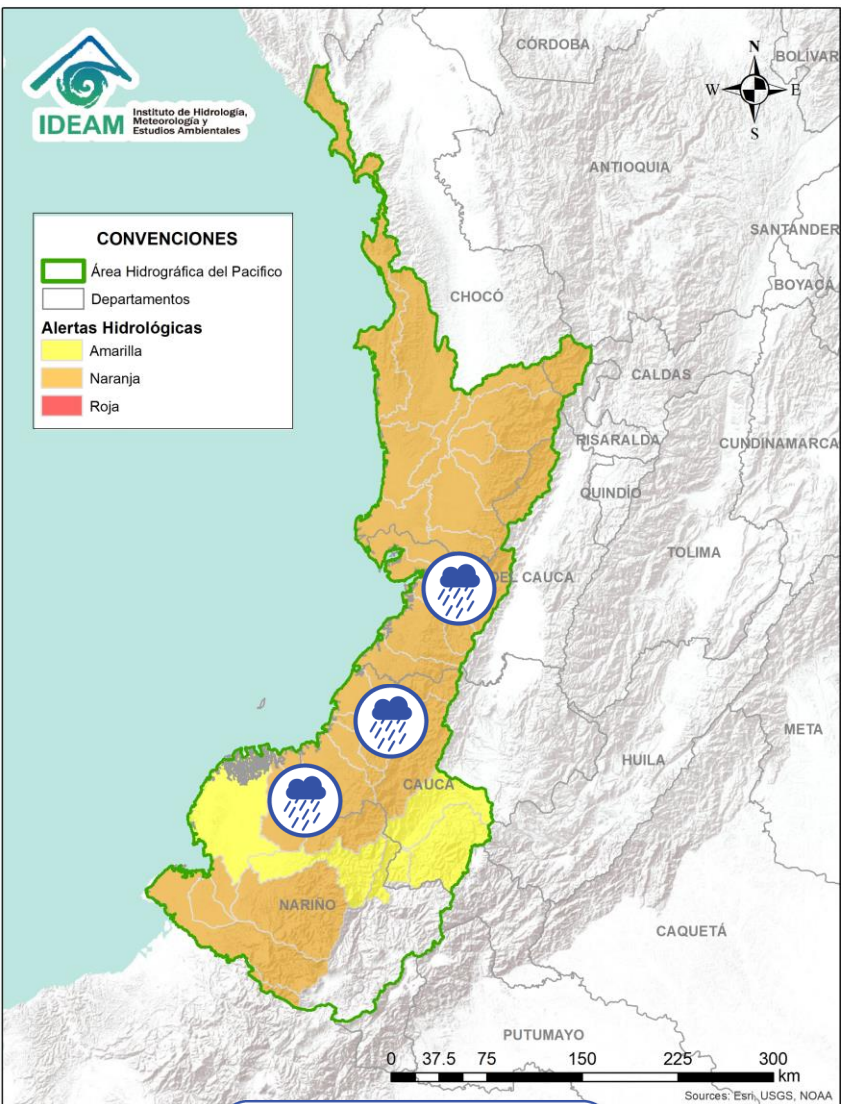 IDEAM
Instituto de Hidrología,
Meteorología y
Estudios Ambientales
N
W
E
S
CONVENCIONES
Área Hidrográfica del Pacifico
Departamentos
Alertas Hidrológicas
Amarilla
Naranja
Roja
CÓRDOBA
BOLÍVAR
ANTIOQUIA
SANTANDER
BOYACÁ
CHOCÓ
CALDAS
RISARALDA
CUNDINAMARCA
QUINDÍO
TOLIMA
DEL CAUCA
META
HUILA
CAUCA
NARIÑO
CAQUETÁ
PUTUMAYO
0 37.5 75 150 225 300
km
Sources: Esri, USGS, NOAA